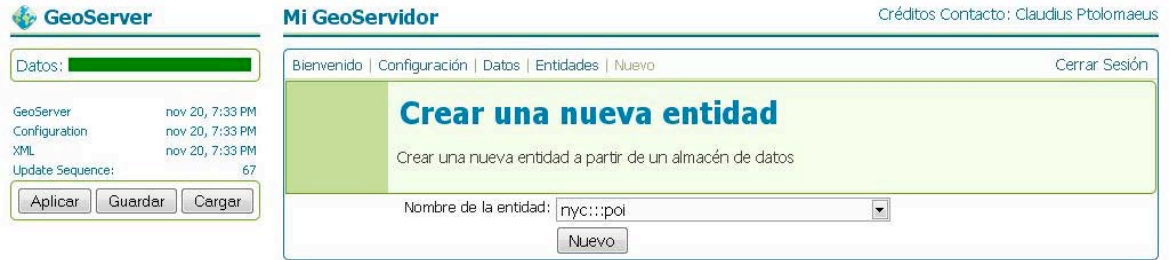 GeoServer
Mi GeoServidor
Créditos Contacto: Claudius Ptolomaeus
Datos:
Bienvenido | Configuración | Datos | Entidades | Nuevo
Cerrar Sesión
GeoServer nov 20, 7:33 PM
Configuration nov 20, 7:33 PM
XML nov 20, 7:33 PM
Update Sequence: 67
Aplicar Guardar Cargar
Crear una nueva entidad
Crear una nueva entidad a partir de un almacén de datos
Nombre de la entidad: nyc:::poi
Nuevo